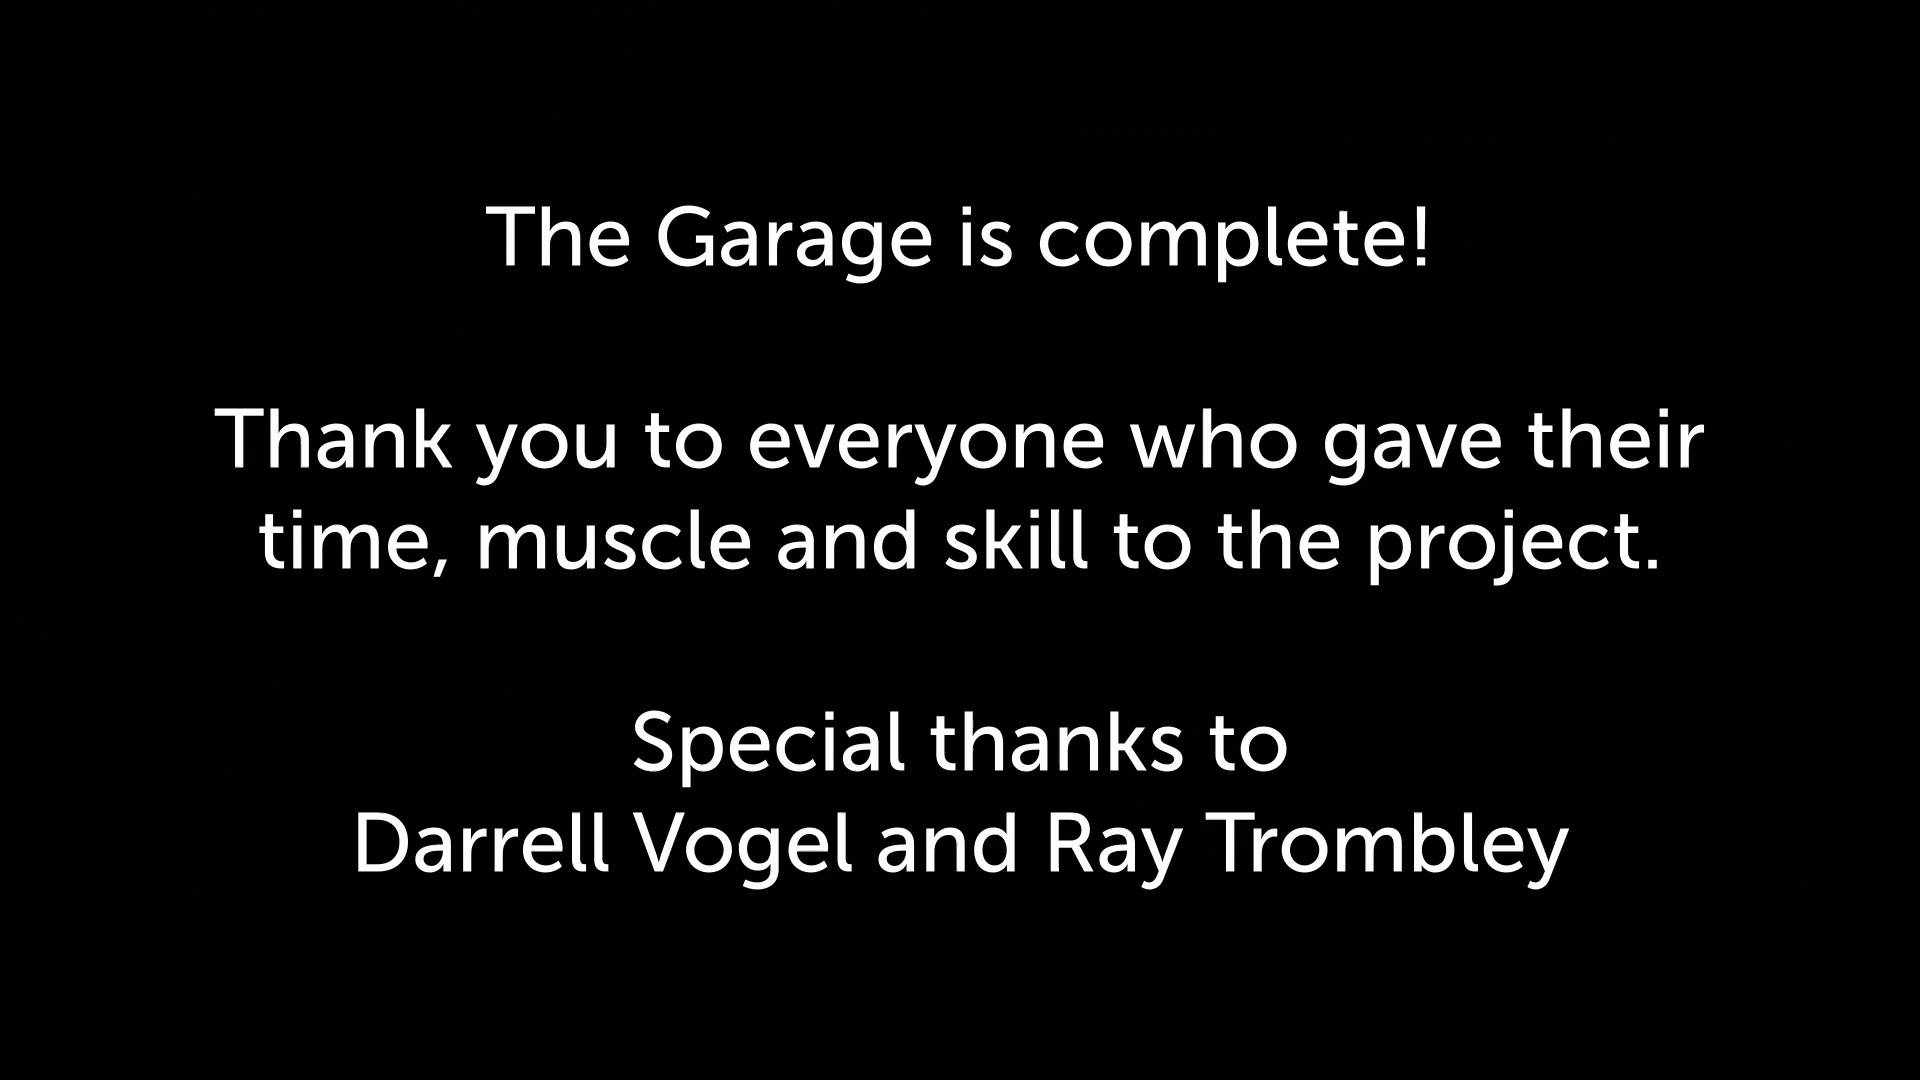 The Garage is complete!
Thank you to everyone who gave their
time, muscle and skill to the project.
Special thanks to
Darrell Vogel and Ray Trombley